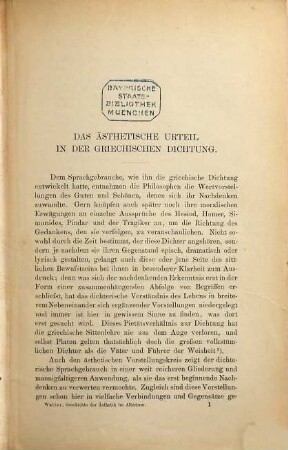 BAYERISCHE
STAATS-
BIBLIOTHEK
MUENCHEN
DAS ÄSTHETISCHE URTEIL
IN DER GRIECHISCHEN DICHTUNG.
Dem Sprachgebrauche, wie ihn die griechische Dichtung
entwickelt hatte, entnahmen die Philosophen die Wertvorstel-
lungen des Guten und Schönen, denen sich ihr Nachdenken
zuwandte. Gern knüpfen auch später noch ihre moralischen
Erwägungen an einzelne Aussprüche des Hesiod, Homer, Si-
monides, Pindar und der Tragiker an, um die Richtung des
Gedankens, den sie verfolgen, zu veranschaulichen. Nicht so-
wohl durch die Zeit bestimmt, der diese Dichter angehören, son-
dern je nachdem sie ihren Gegenstand episch, dramatisch oder
lyrisch gestalten, gelangt auch diese oder jene Seite des sitt-
lichen Bewußtseins bei ihnen in besonderer Klarheit zum Aus-
druck; denn was sich der nachdenkenden Erkenntnis erst in der
Form einer zusammenhängenden Abfolge von Begriffen er-
schließt, hat das dichterische Verständnis des Lebens in breite-
rem Nebeneinander sich ergänzender Vorstellungen niedergelegt
und immer ist hier in gewissem Sinne zu finden, was dort
erst gesucht wird. Dieses Pietätsverhältnis zur Dichtung hat
die griechische Sittenlehre nie aus dem Auge verloren, und
selbst Platon gelten thatsächlich doch die großen volkstüm-
lichen Dichter als die Väter und Führer der Weisheit¹).
Auch den ästhetischen Vorstellungskreis zeigt der dichte-
rische Sprachgebrauch in einer weit reicheren Gliederung und
mannigfaltigeren Anwendung, als sie das erst beginnende Nach-
denken zu verwerten vermochte. Zugleich sind diese Vorstellun-
gen schon hier in vielfache Verbindungen und Gegensätze ge-
Walter, Geschichte der Ästhetik im Altertum. 1